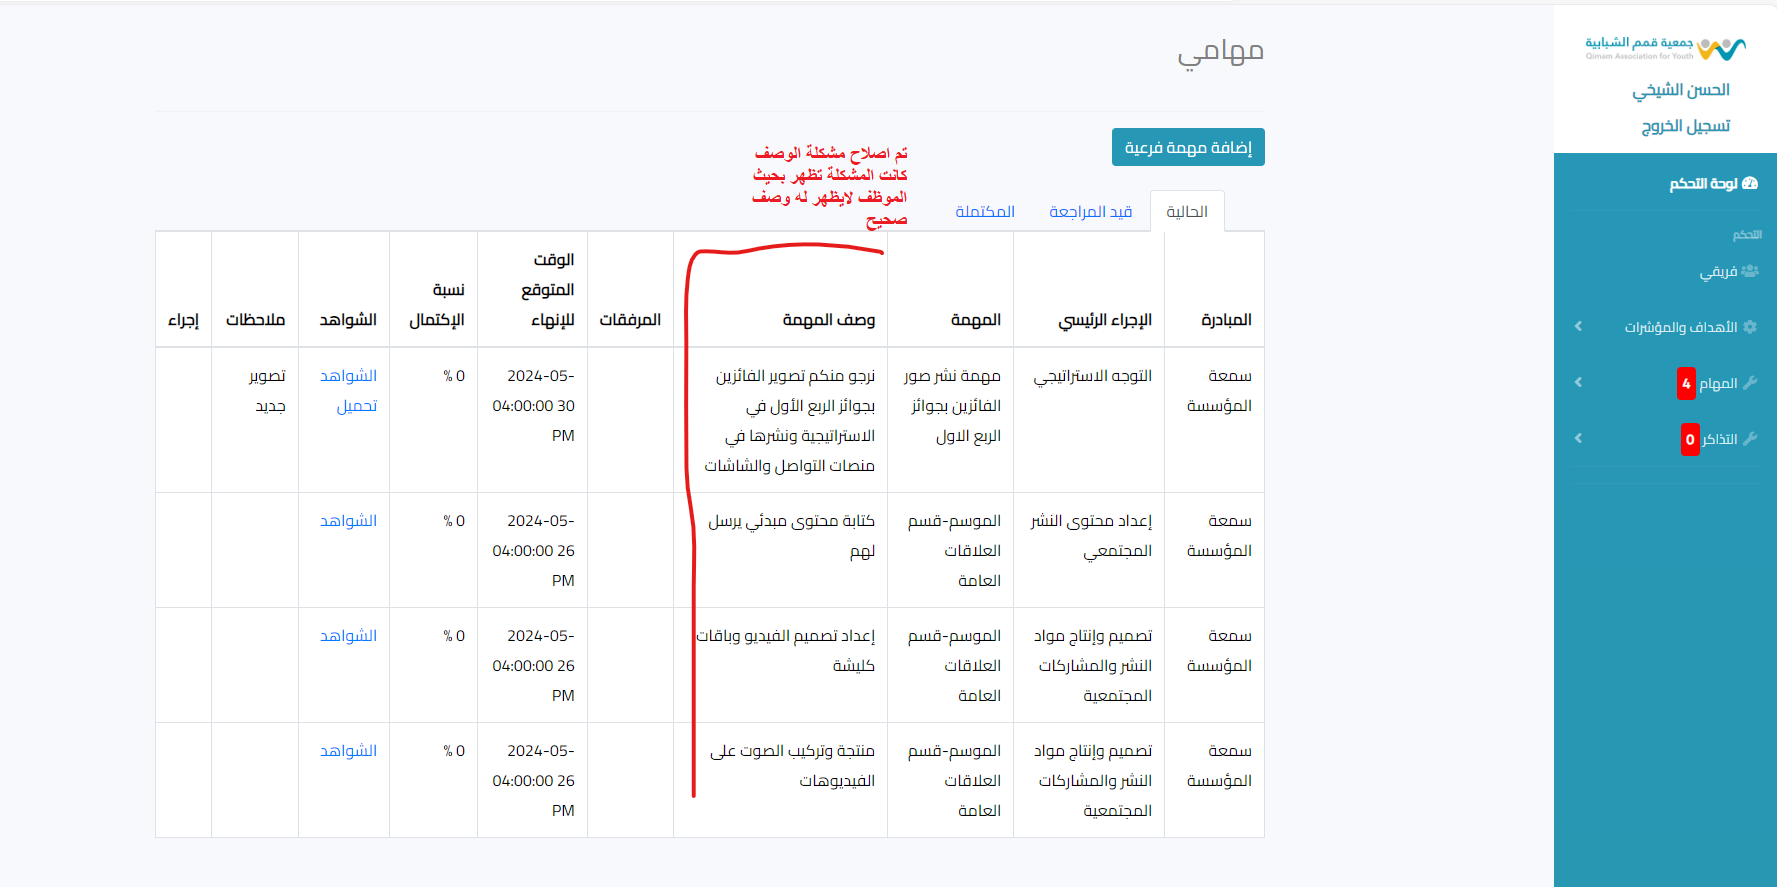 جمعية قمم الشبابية
Qimam Association for Youth
الحسن الشيخي
تسجيل الخروج
لوحة التحكم
التحكم
فريقي
الأهداف والمؤشرات
المهام 4
التذاكر 0
مهامي
إضافة مهمة فرعية
تم اصلاح مشكلة الوصف
كانت المشكلة تظهر بحيث
الموظف لايظهر له وصف
صحيح
الحالية
قيد المراجعة
المكتملة
المبادرة
الإجراء الرئيسي
المهمة
وصف المهمة
المرفقات
الوقت
المتوقع
للإنهاء
نسبة
الإكتمال
الشواهد
ملاحظات
إجراء
سمعة
المؤسسة
التوجه الاستراتيجي
مهمة نشر صور
الفائزين بجوائز
الربع الاول
نرجو منكم تصوير الفائزين
بجوائز الربع الأول في
الاستراتيجية ونشرها في
منصات التواصل والشاشات
2024-05-
30 04:00:00
PM
0 %
الشواهد
تحميل
تصوير
جديد
سمعة
المؤسسة
إعداد محتوى النشر
المجتمعي
الموسم-قسم
العلاقات
العامة
كتابة محتوى مبدئي يرسل
لهم
2024-05-
26 04:00:00
PM
0 %
الشواهد
سمعة
المؤسسة
تصميم وإنتاج مواد
النشر والمشاركات
المجتمعية
الموسم-قسم
العلاقات
العامة
إعداد تصميم الفيديو وباقات
كليشة
2024-05-
26 04:00:00
PM
0 %
الشواهد
سمعة
المؤسسة
تصميم وإنتاج مواد
النشر والمشاركات
المجتمعية
الموسم-قسم
العلاقات
العامة
منتجة وتركيب الصوت على
الفيديوهات
2024-05-
26 04:00:00
PM
0 %
الشواهد